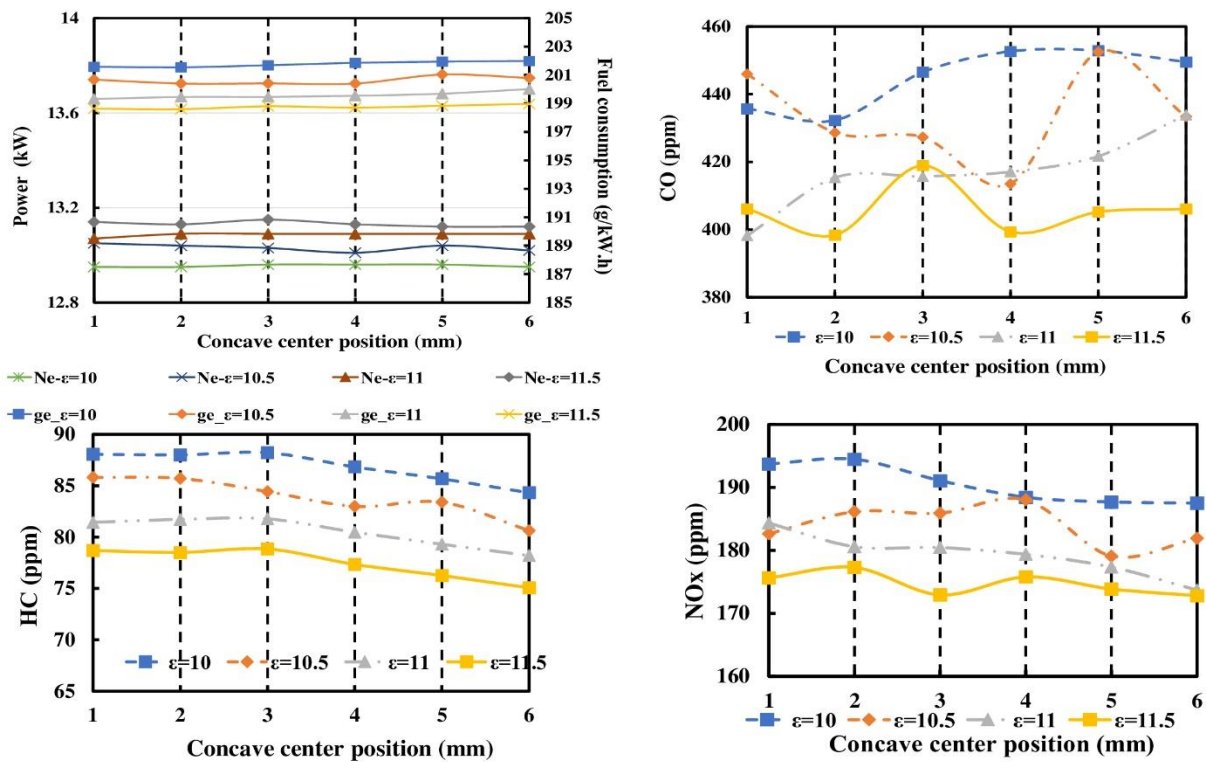 14
13.6
13.2
12.8
Power (kW)
205
203
201
199
197
195
193
191
189
187
185
Fuel consumption (g/kW.h)
1 2 3 4 5 6
Concave center position (mm)
Ne-ε=10 Ne-ε=10.5 Ne-ε=11 Ne-ε=11.5
ge_ε=10 ge_ε=10.5 ge_ε=11 ge_ε=11.5
460
440
420
400
380
CO (ppm)
1 2 3 4 5 6
ε=10 ε=10.5 ε=11 ε=11.5
Concave center position (mm)
90
85
80
75
70
65
HC (ppm)
ε=10 ε=10.5 ε=11 ε=11.5
1 2 3 4 5 6
Concave center position (mm)
200
190
180
170
160
NOx (ppm)
1 2 3 4 5 6
ε=10 ε=10.5 ε=11 ε=11.5
Concave center position (mm)